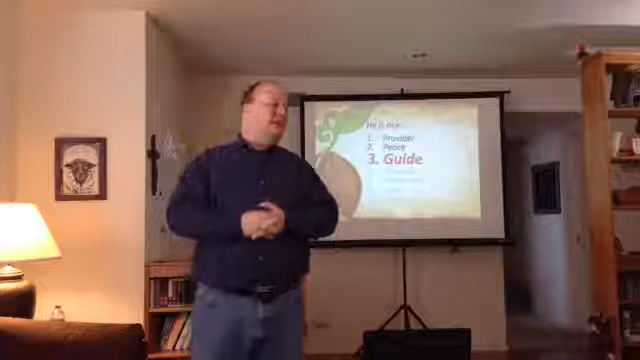 He is our...
1. Provider
2. Peace
3. Guide